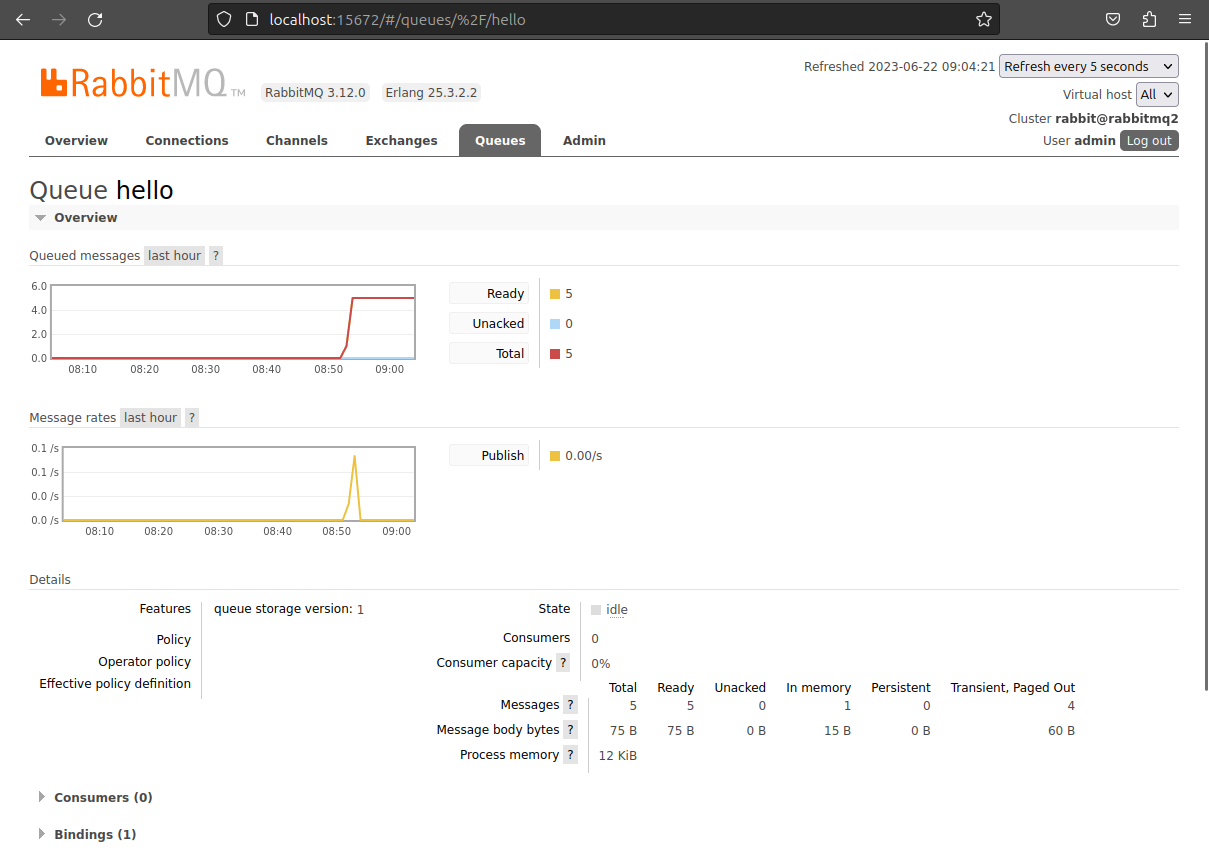 localhost:15672/#/queues/%2F/hello
RabbitMQ TM RabbitMQ 3.12.0 Erlang 25.3.2.2
Refreshed 2023-06-22 09:04:21 Refresh every 5 seconds
Virtual host All
Cluster rabbit@rabbitmq2
User admin Log out
Overview Connections Channels Exchanges Queues Admin
Queue hello
Overview
Queued messages last hour ?
6.0
4.0
2.0
0.0
08:10 08:20 08:30 08:40 08:50 09:00
Ready 5
Unacked 0
Total 5
Message rates last hour ?
0.1 /s
0.1 /s
0.0 /s
0.0 /s
08:10 08:20 08:30 08:40 08:50 09:00
Publish 0.00/s
Details
Features queue storage version: 1
Policy
Operator policy
Effective policy definition
State idle
Consumers 0
Consumer capacity ? 0%
Total Ready Unacked In memory Persistent Transient, Paged Out
Messages ? 5 5 0 1 0 4
Message body bytes ? 75 B 75 B 0 B 15 B 0 B 60 B
Process memory ? 12 KiB
Consumers (0)
Bindings (1)